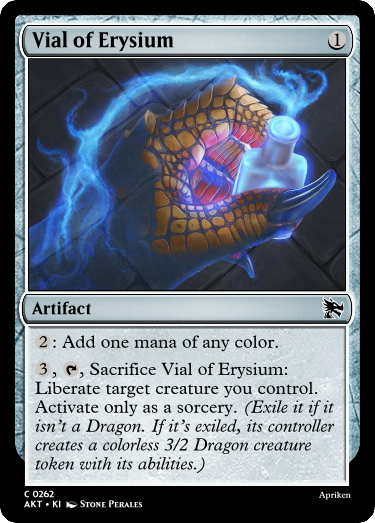 Vial of Erysium 1
Artifact
2: Add one mana of any color.
3, , Sacrifice Vial of Erysium:
Liberate target creature you control.
Activate only as a sorcery. (Exile it if it
isn't a Dragon. If it's exiled, its controller
creates a colorless 3/2 Dragon creature
token with its abilities.)
C 0262
AKT • KI Stone Perales
Apriken